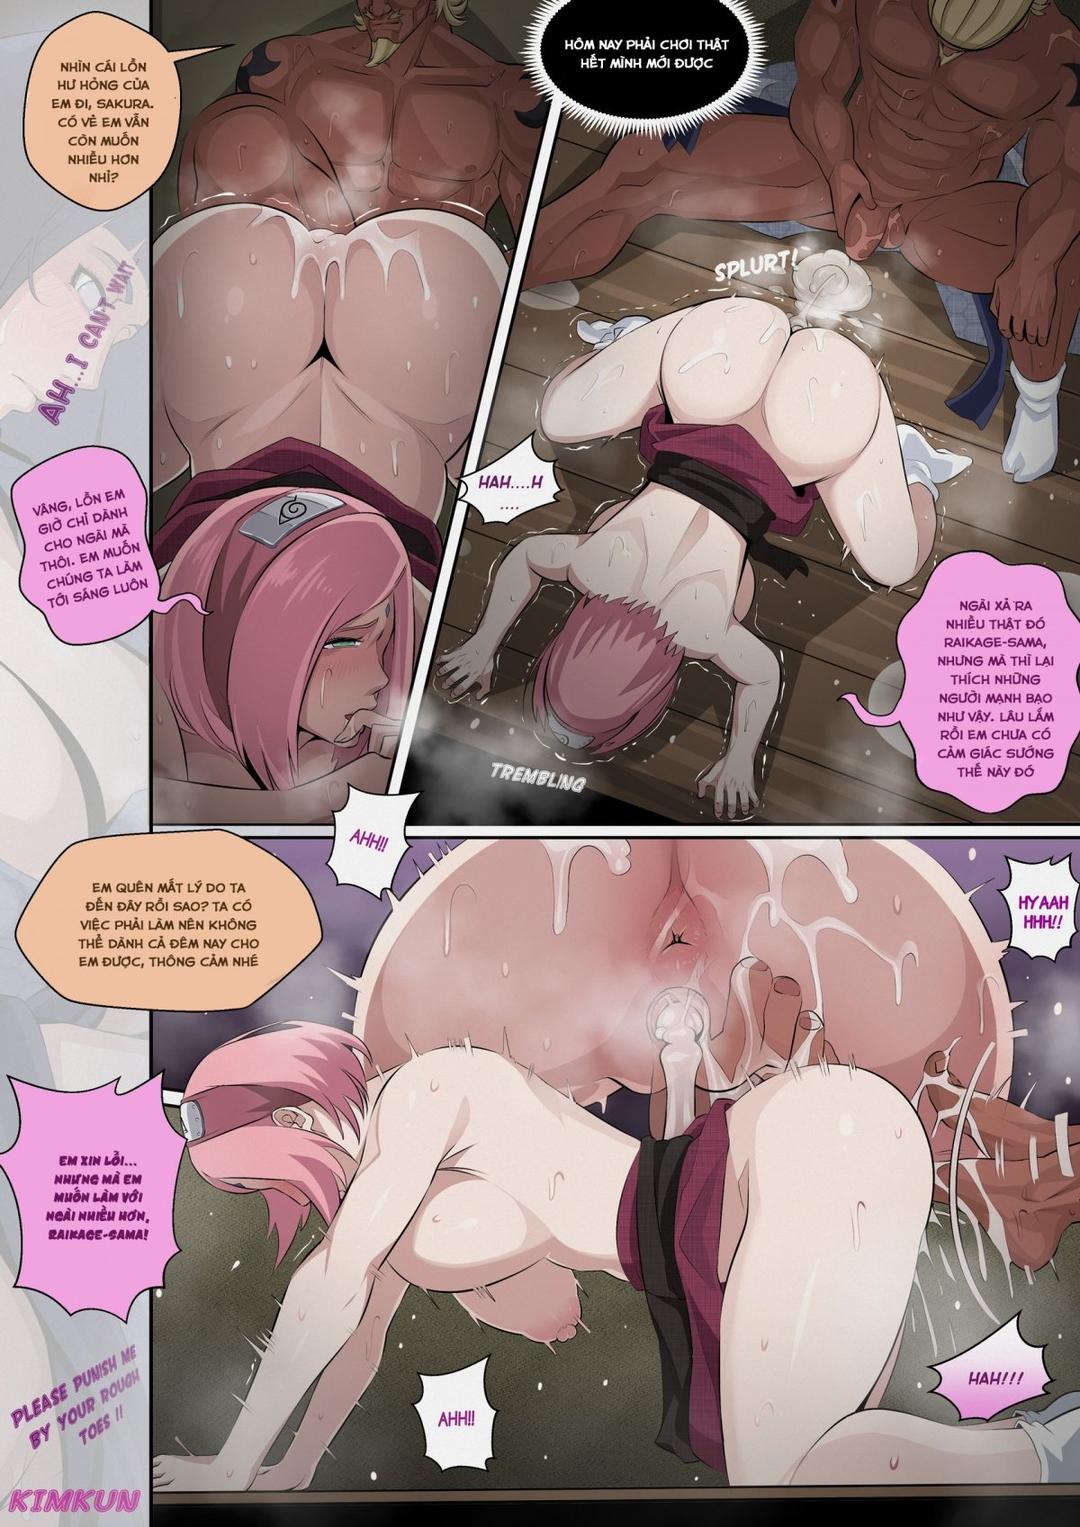 NHÌN CÁI LỒN
HƯ HỎNG CỦA
EM ĐI, SAKURA.
CÓ VẺ EM VẪN
CÒN MUỐN
NHIỀU HƠN
NHỈ?
HÔM NAY PHẢI CHƠI THẬT
HẾT MÌNH MỚI ĐƯỢC
SPLURT!
AH...I CAN'T WAIT
VÂNG, LỒN EM
GIỜ CHỈ DÀNH
CHO NGÀI MÀ
THÔI. EM MUỐN
CHÚNG TA LÀM
TỚI SÁNG LUÔN
HAH....H
....
NGÀI XẢ RA
NHIỀU THẬT ĐÓ
RAIKAGE-SAMA,
NHƯNG MÀ THÌ LẠI
THÍCH NHỮNG
NGƯỜI MẠNH BẠO
NHƯ VẬY. LÂU LẮM
RỒI EM CHƯA CÓ
CẢM GIÁC SƯỚNG
THẾ NÀY ĐÓ
TREMBLING
AHH!!
EM QUÊN MẤT LÝ DO TA
ĐẾN ĐÂY RỒI SAO? TA CÓ
VIỆC PHẢI LÀM NÊN KHÔNG
THỂ DÀNH CẢ ĐÊM NAY CHO
EM ĐƯỢC, THÔNG CẢM NHÉ
HYAAH
HHH!!
EM XIN LỖI...
NHƯNG MÀ EM
MUỐN LÀM VỚI
NGÀI NHIỀU HƠN,
RAIKAGE-SAMA!
PLEASE PUNISH ME
BY YOUR ROUGH
TOES !!
AHH!!
HAH!!!
KIMKUN